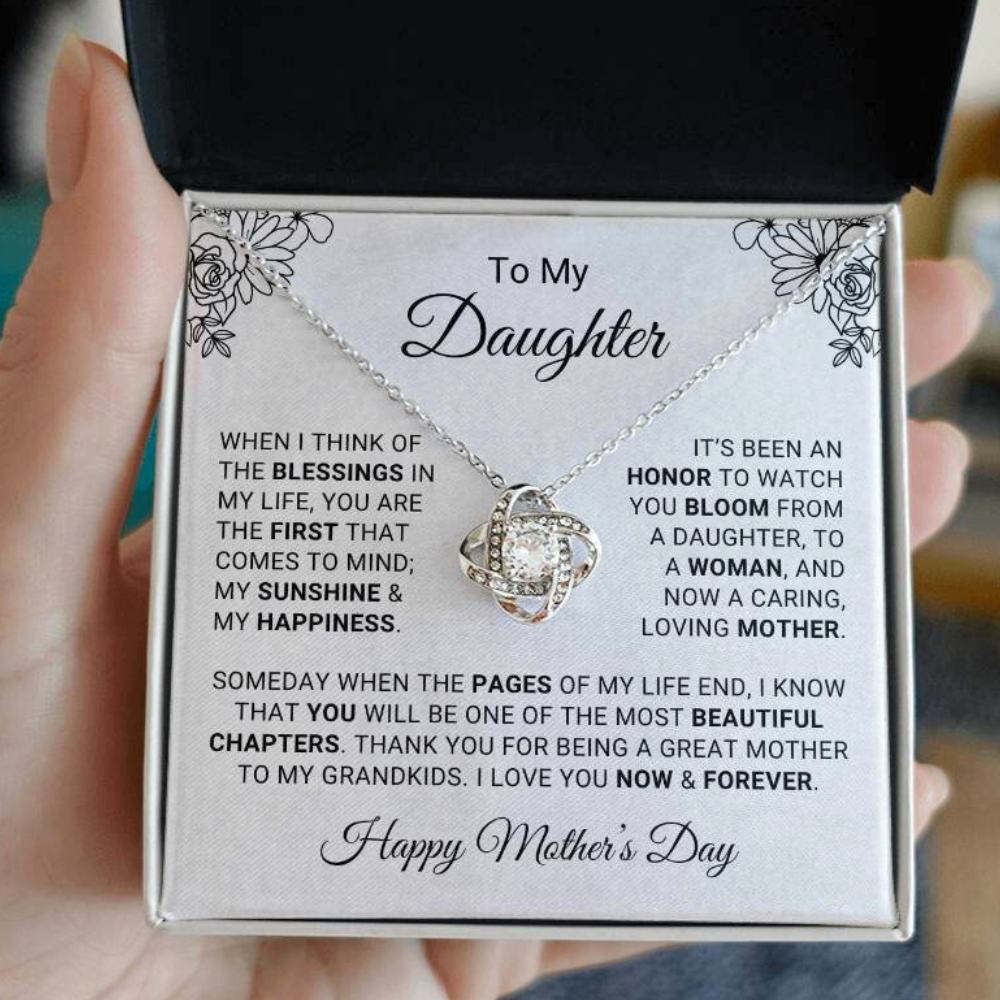 To My
Daughter
WHEN I THINK OF
THE BLESSINGS IN
MY LIFE, YOU ARE
THE FIRST THAT
COMES TO MIND;
MY SUNSHINE &
MY HAPPINESS.
IT’S BEEN AN
HONOR TO WATCH
YOU BLOOM FROM
A DAUGHTER, TO
A WOMAN, AND
NOW A CARING,
LOVING MOTHER.
SOMEDAY WHEN THE PAGES OF MY LIFE END, I KNOW
THAT YOU WILL BE ONE OF THE MOST BEAUTIFUL
CHAPTERS. THANK YOU FOR BEING A GREAT MOTHER
TO MY GRANDKIDS. I LOVE YOU NOW & FOREVER.
Happy Mother’s Day